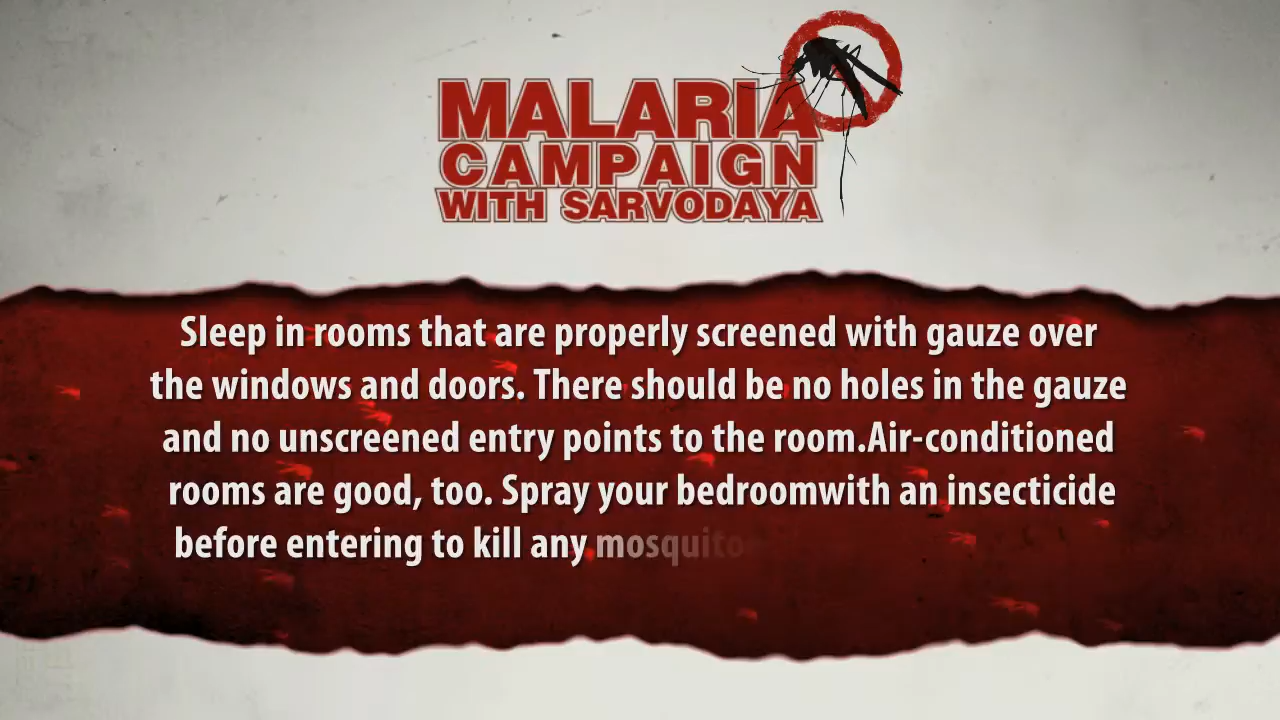 MALARIA
CAMPAIGN
WITH SARVODAYA
Sleep in rooms that are properly screened with gauze over
the windows and doors. There should be no holes in the gauze
and no unscreened entry points to the room.Air-conditioned
rooms are good, too. Spray your bedroomwith an insecticide
before entering to kill any mosquito